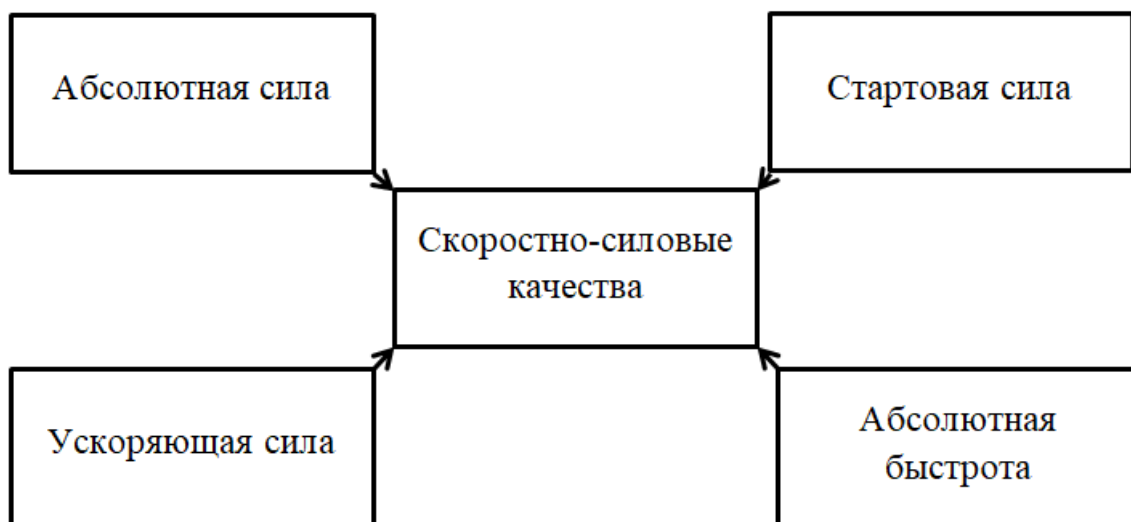 Абсолютная сила
Стартовая сила
Скоростно-силовые
качества
Ускоряющая сила
Абсолютная
быстрота